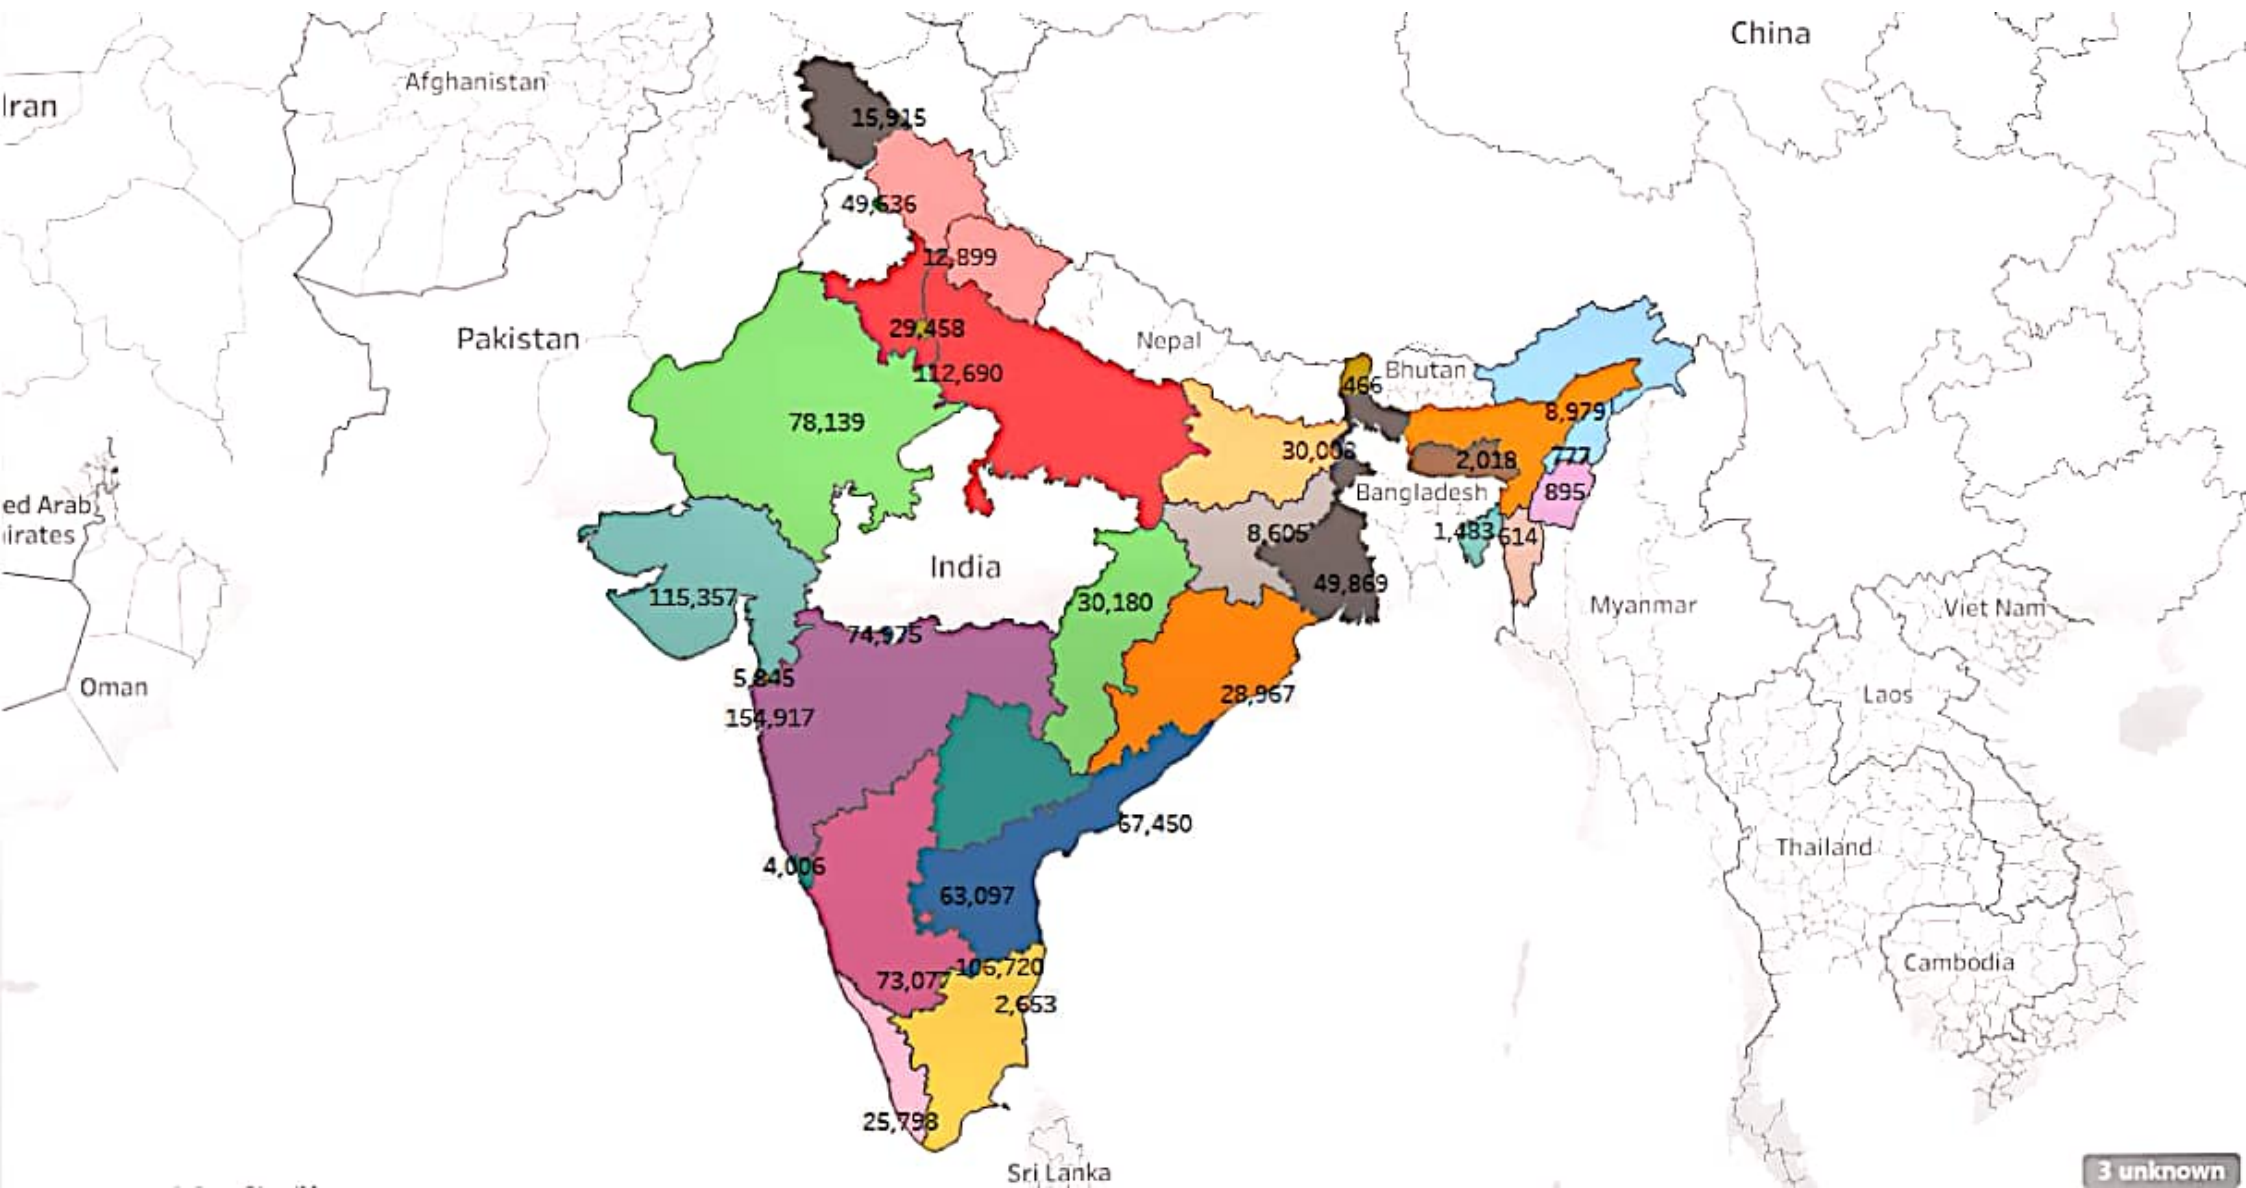 China
Afghanistan
Iran
15,915
49,636
12,899
Pakistan
29,458
Nepal
112,690
Bhutan
466
8,979
78,139
30,008
2,018
777
895
Bangladesh
ed Arab
irates
8,605
1,483
614
India
49,869
115,357
30,180
Myanmar
Viet Nam
74,975
5,845
Oman
28,967
Laos
154,917
67,450
Thailand
4,006
63,097
Cambodia
106,720
73,077
2,653
25,798
Sri Lanka
3 unknown